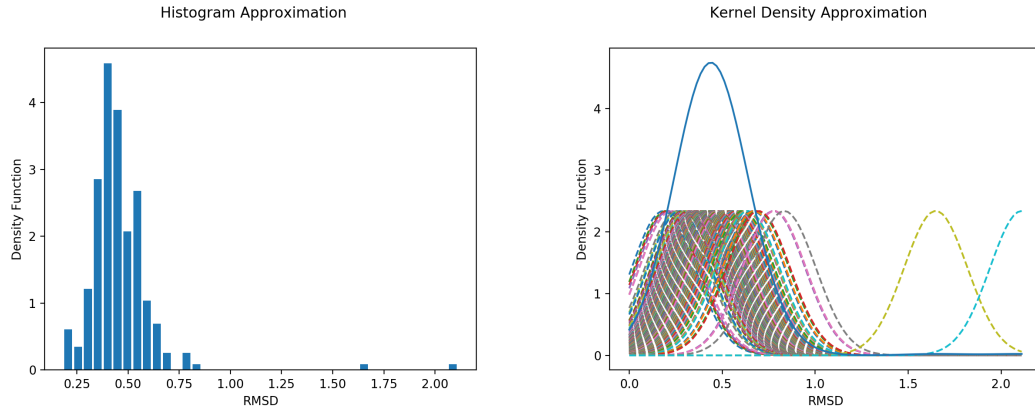 Histogram Approximation
Density Function
4
3
2
1
0
0.25 0.50 0.75 1.00 1.25 1.50 1.75 2.00
RMSD
Kernel Density Approximation
Density Function
4
3
2
1
0
0.0 0.5 1.0 1.5 2.0
RMSD